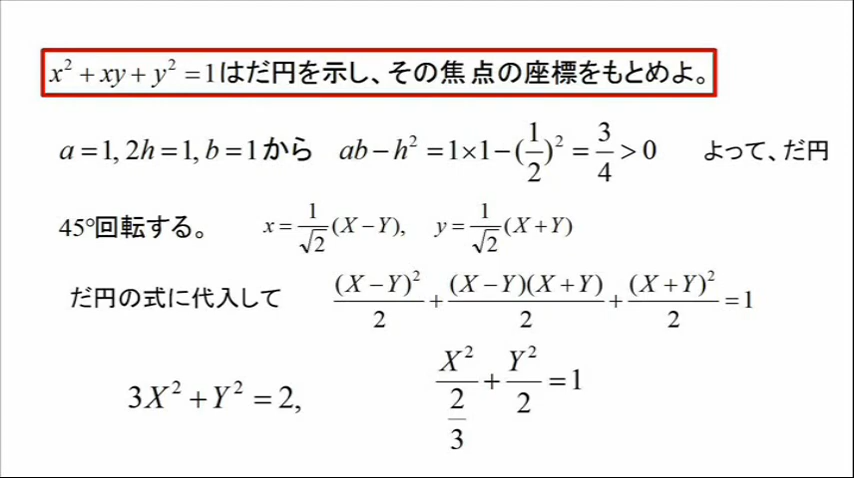 x² + xy + y² = 1はだ円を示し、その焦点の座標をもとめよ。
a = 1, 2h = 1, b = 1から ab − h² = 1×1 − (1/2)² = 3/4 > 0 よって、だ円
45°回転する。 x = 1/√2 (X − Y), y = 1/√2 (X + Y)
だ円の式に代入して (X − Y)²/2 + (X − Y)(X + Y)/2 + (X + Y)²/2 = 1
3X² + Y² = 2, X²/(2/3) + Y²/2 = 1